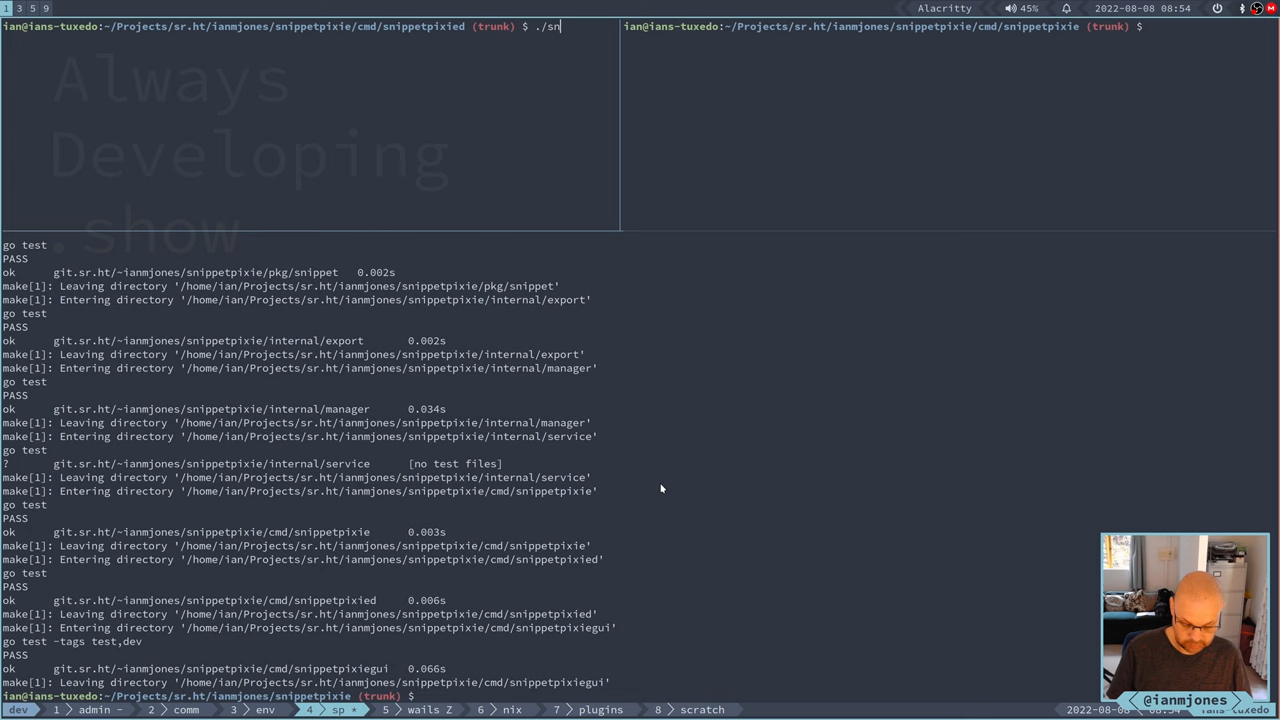 1 3 5 9
Alacritty
45%
2022-08-08 08:54
M
ian@ians-tuxedo:~/Projects/sr.ht/ianmjones/snippetpixie/cmd/snippetpixied (trunk) $ ./sn
ian@ians-tuxedo:~/Projects/sr.ht/ianmjones/snippetpixie/cmd/snippetpixie (trunk) $
Always
Developing
.show
go test
PASS
ok git.sr.ht/~ianmjones/snippetpixie/pkg/snippet 0.002s
make[1]: Leaving directory '/home/ian/Projects/sr.ht/ianmjones/snippetpixie/pkg/snippet'
make[1]: Entering directory '/home/ian/Projects/sr.ht/ianmjones/snippetpixie/internal/export'
go test
PASS
ok git.sr.ht/~ianmjones/snippetpixie/internal/export 0.002s
make[1]: Leaving directory '/home/ian/Projects/sr.ht/ianmjones/snippetpixie/internal/export'
make[1]: Entering directory '/home/ian/Projects/sr.ht/ianmjones/snippetpixie/internal/manager'
go test
PASS
ok git.sr.ht/~ianmjones/snippetpixie/internal/manager 0.034s
make[1]: Leaving directory '/home/ian/Projects/sr.ht/ianmjones/snippetpixie/internal/manager'
make[1]: Entering directory '/home/ian/Projects/sr.ht/ianmjones/snippetpixie/internal/service'
go test
? git.sr.ht/~ianmjones/snippetpixie/internal/service [no test files]
make[1]: Leaving directory '/home/ian/Projects/sr.ht/ianmjones/snippetpixie/internal/service'
make[1]: Entering directory '/home/ian/Projects/sr.ht/ianmjones/snippetpixie/cmd/snippetpixie'
go test
PASS
ok git.sr.ht/~ianmjones/snippetpixie/cmd/snippetpixie 0.003s
make[1]: Leaving directory '/home/ian/Projects/sr.ht/ianmjones/snippetpixie/cmd/snippetpixie'
make[1]: Entering directory '/home/ian/Projects/sr.ht/ianmjones/snippetpixie/cmd/snippetpixied'
go test
PASS
ok git.sr.ht/~ianmjones/snippetpixie/cmd/snippetpixied 0.006s
make[1]: Leaving directory '/home/ian/Projects/sr.ht/ianmjones/snippetpixie/cmd/snippetpixied'
make[1]: Entering directory '/home/ian/Projects/sr.ht/ianmjones/snippetpixie/cmd/snippetpixiegui'
go test -tags test,dev
PASS
ok git.sr.ht/~ianmjones/snippetpixie/cmd/snippetpixiegui 0.066s
make[1]: Leaving directory '/home/ian/Projects/sr.ht/ianmjones/snippetpixie/cmd/snippetpixiegui'
ian@ians-tuxedo:~/Projects/sr.ht/ianmjones/snippetpixie (trunk) $
@ianmjones
dev 1 admin - 2 comm 3 env 4 sp * 5 wails Z 6 nix 7 plugins 8 scratch 2022-08-08